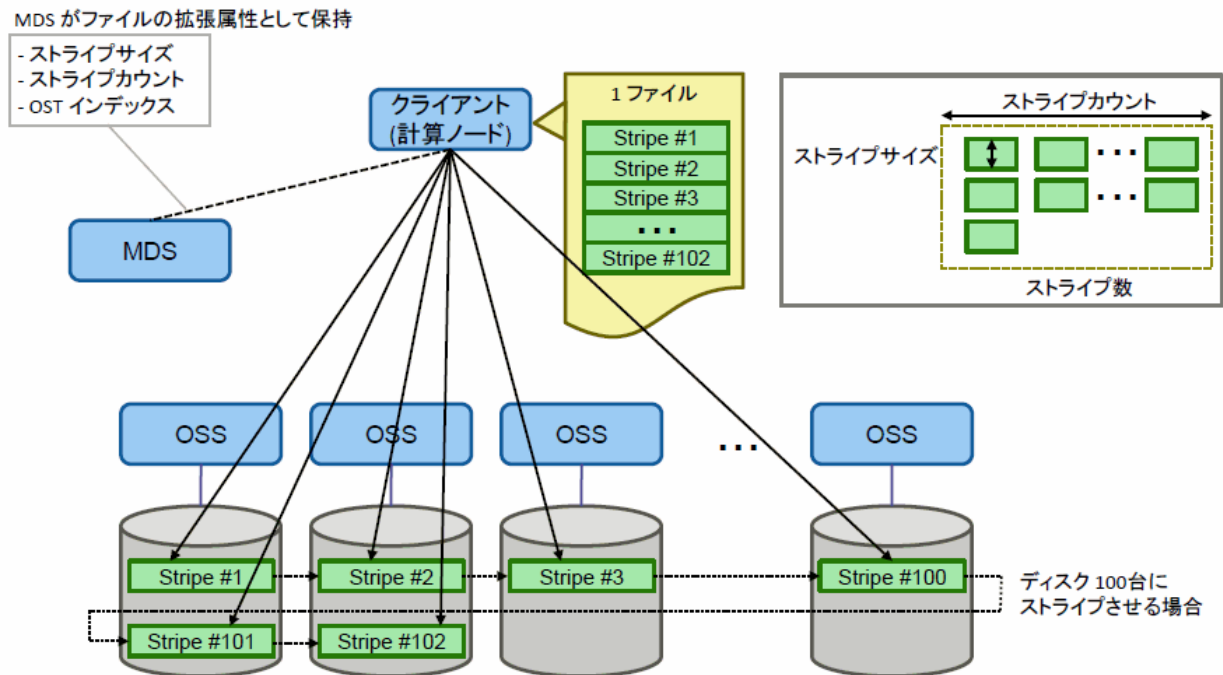 MDS がファイルの拡張属性として保持
- ストライプサイズ
- ストライプカウント
- OST インデックス
クライアント
(計算ノード)
1 ファイル
Stripe #1
Stripe #2
Stripe #3
...
Stripe #102
ストライプカウント
ストライプサイズ
...
...
ストライプ数
MDS
OSS
OSS
OSS
...
OSS
Stripe #1
Stripe #2
Stripe #3
Stripe #100
ディスク 100台に
ストライプさせる場合
Stripe #101
Stripe #102